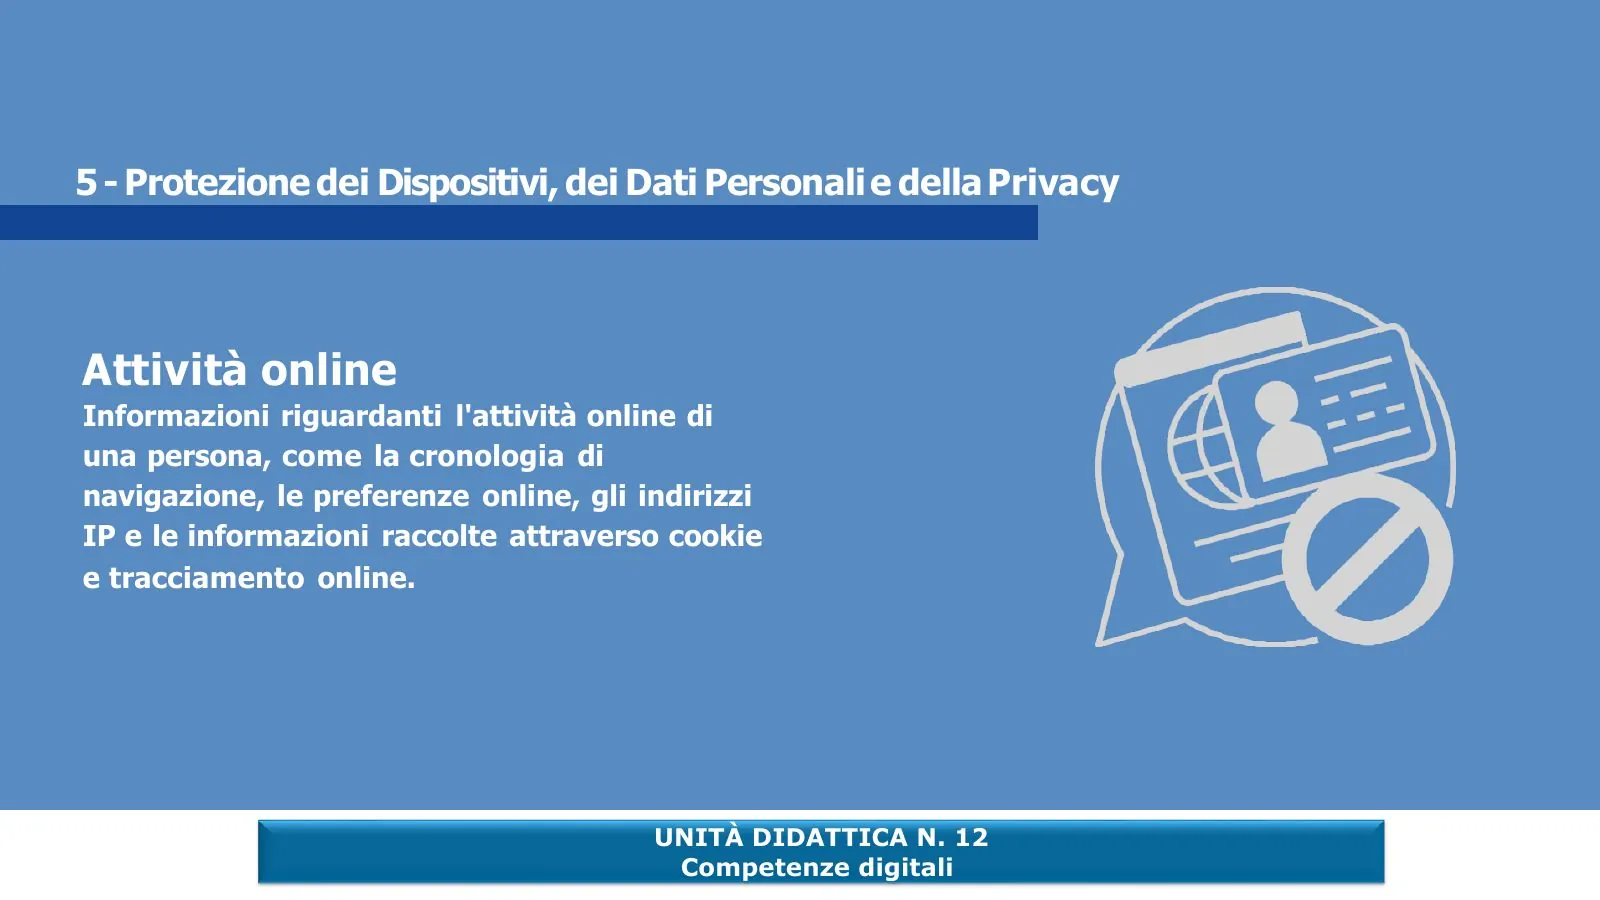 5 - Protezione dei Dispositivi, dei Dati Personali e della Privacy
Attività online
Informazioni riguardanti l'attività online di
una persona, come la cronologia di
navigazione, le preferenze online, gli indirizzi
IP e le informazioni raccolte attraverso cookie
e tracciamento online.
UNITÀ DIDATTICA N. 12
Competenze digitali